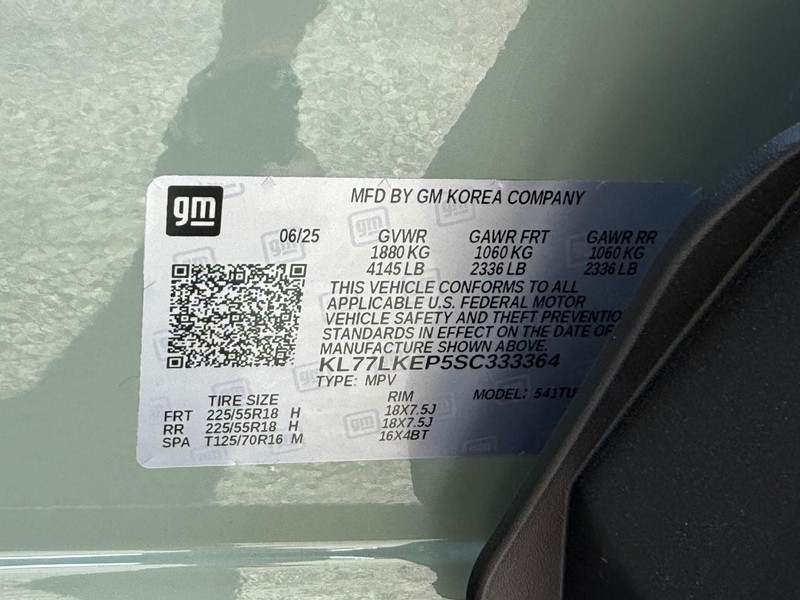 gm
MFD BY GM KOREA COMPANY
06/25 GVWR GAWR FRT GAWR RR
1880 KG 1060 KG 1060 KG
4145 LB 2336 LB 2336 LB
THIS VEHICLE CONFORMS TO ALL
APPLICABLE U.S. FEDERAL MOTOR
VEHICLE SAFETY AND THEFT PREVENTIO
STANDARDS IN EFFECT ON THE DATE OF
MANUFACTURE SHOWN ABOVE.
KL77LKEP5SC333364
TYPE: MPV MODEL: 541TU
TIRE SIZE RIM
FRT 225/55R18 H 18X7.5J
RR 225/55R18 H 18X7.5J
SPA T125/70R16 M 16X4BT